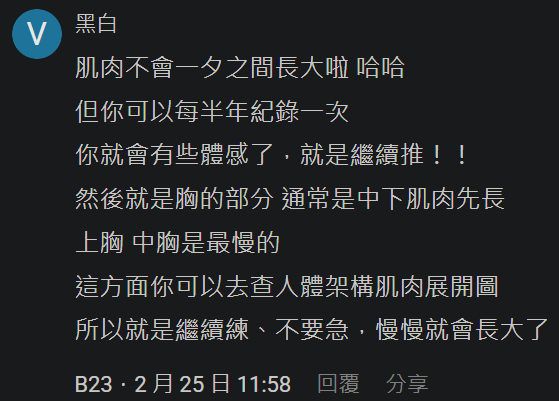 V
黑白
肌肉不會一夕之間長大啦 哈哈
但你可以每半年紀錄一次
你就會有些體感了，就是繼續推！！
然後就是胸的部分 通常是中下肌肉先長
上胸 中胸是最慢的
這方面你可以去查人體架構肌肉展開圖
所以就是繼續練、不要急，慢慢就會長大了
B23・2 月 25 日 11:58 回覆 分享